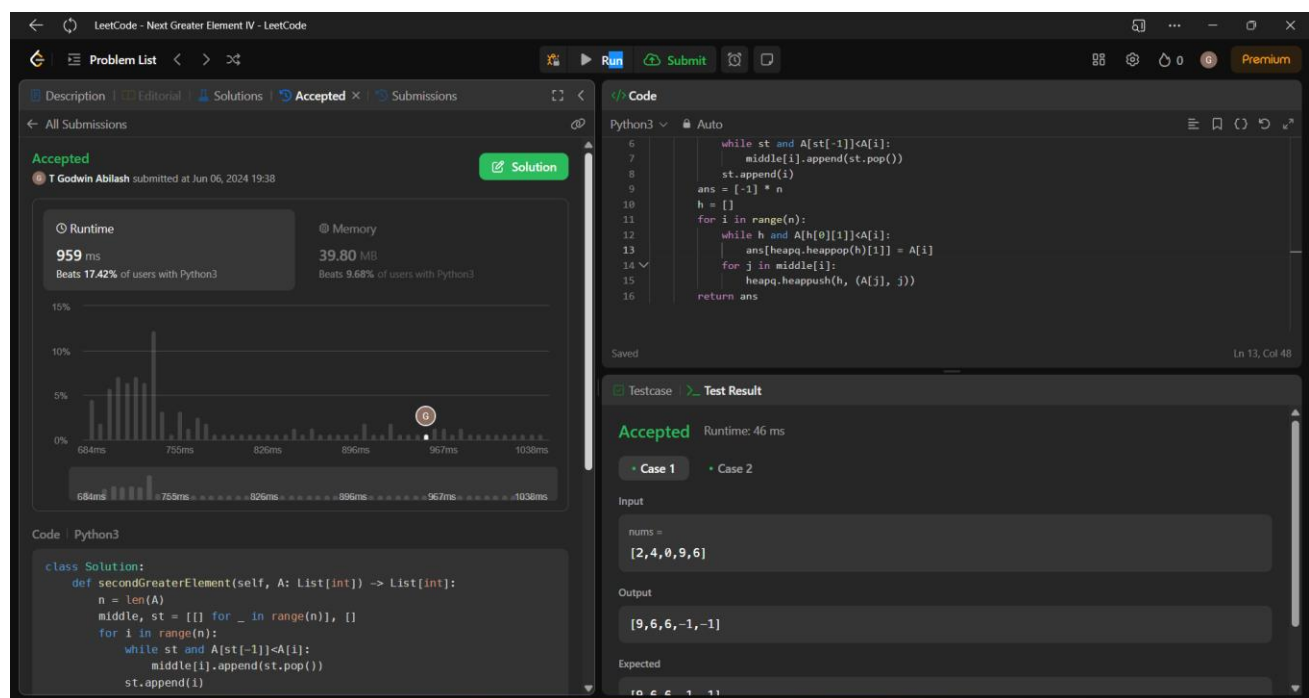 LeetCode - Next Greater Element IV - LeetCode
Problem List
Run
Submit
0
G
Premium
Description | Editorial | Solutions | Accepted × | Submissions
← All Submissions
Accepted
G T Godwin Abilash submitted at Jun 06, 2024 19:38
Solution
Runtime
959 ms
Beats 17.42% of users with Python3
Memory
39.80 MB
Beats 9.68% of users with Python3
15%
10%
5%
0%
G
684ms 755ms 826ms 896ms 967ms 1038ms
684ms 755ms 826ms 896ms 967ms 1038ms
Code | Python3
class Solution:
    def secondGreaterElement(self, A: List[int]) -> List[int]:
        n = len(A)
        middle, st = [[] for _ in range(n)], []
        for i in range(n):
            while st and A[st[-1]]<A[i]:
                middle[i].append(st.pop())
            st.append(i)
</> Code
Python3 Auto
6             while st and A[st[-1]]<A[i]:
7                 middle[i].append(st.pop())
8             st.append(i)
9         ans = [-1] * n
10         h = []
11         for i in range(n):
12             while h and A[h[0][1]]<A[i]:
13                 ans[heapq.heappop(h)[1]] = A[i]
14             for j in middle[i]:
15                 heapq.heappush(h, (A[j], j))
16         return ans
Saved
Ln 13, Col 48
Testcase | >_ Test Result
Accepted Runtime: 46 ms
• Case 1 • Case 2
Input
nums =
[2,4,0,9,6]
Output
[9,6,6,-1,-1]
Expected
[9,6,6,-1,-1]